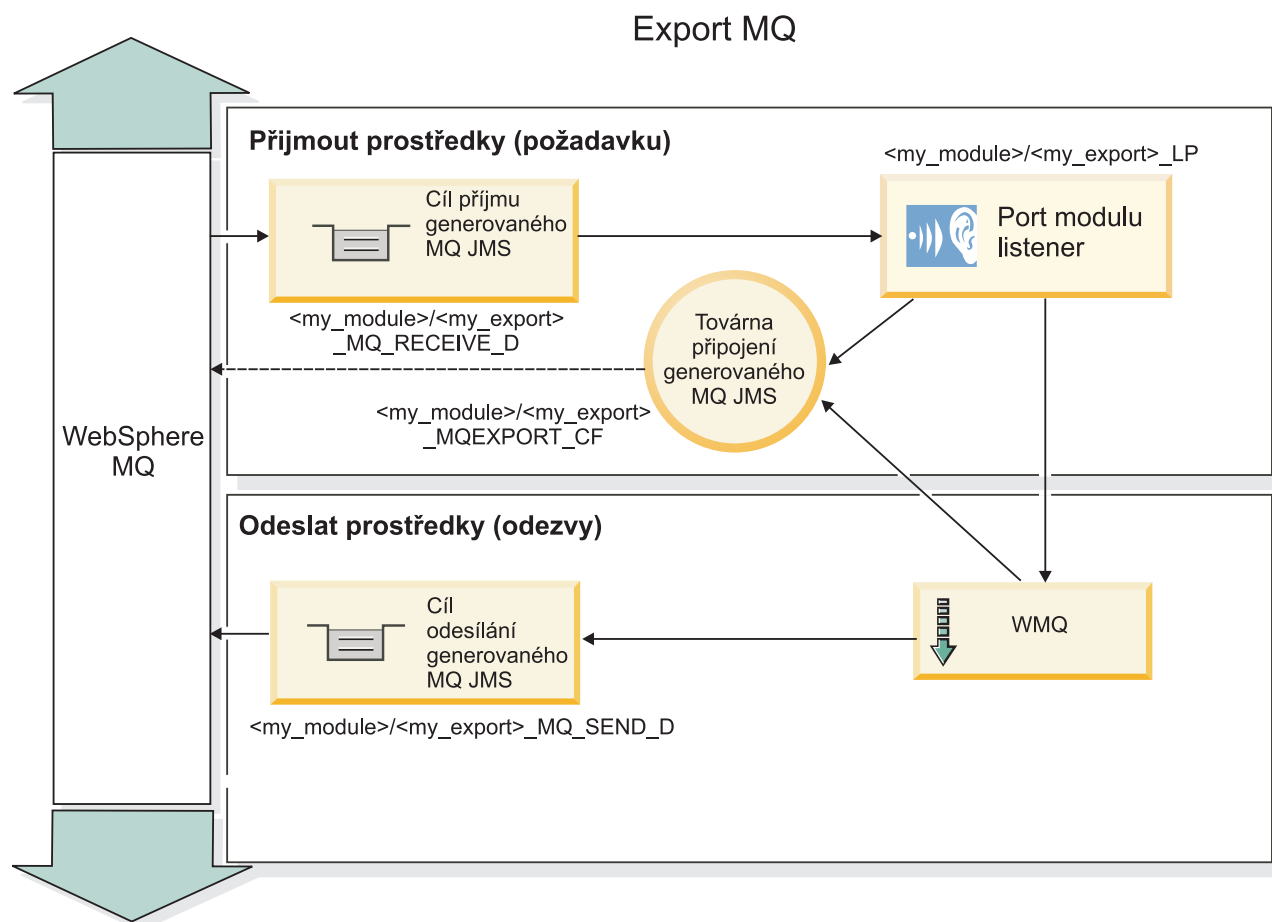 Export MQ
Přijmout prostředky (požadavku)
<my_module>/<my_export>_LP
Cíl příjmu
generovaného
MQ JMS
Port modulu
listener
<my_module>/<my_export>
_MQ_RECEIVE_D
Továrna
připojení
generovaného
MQ JMS
<my_module>/<my_export>
_MQEXPORT_CF
WebSphere
MQ
Odeslat prostředky (odezvy)
Cíl
odesílání
generovaného
MQ JMS
WMQ
<my_module>/<my_export>_MQ_SEND_D